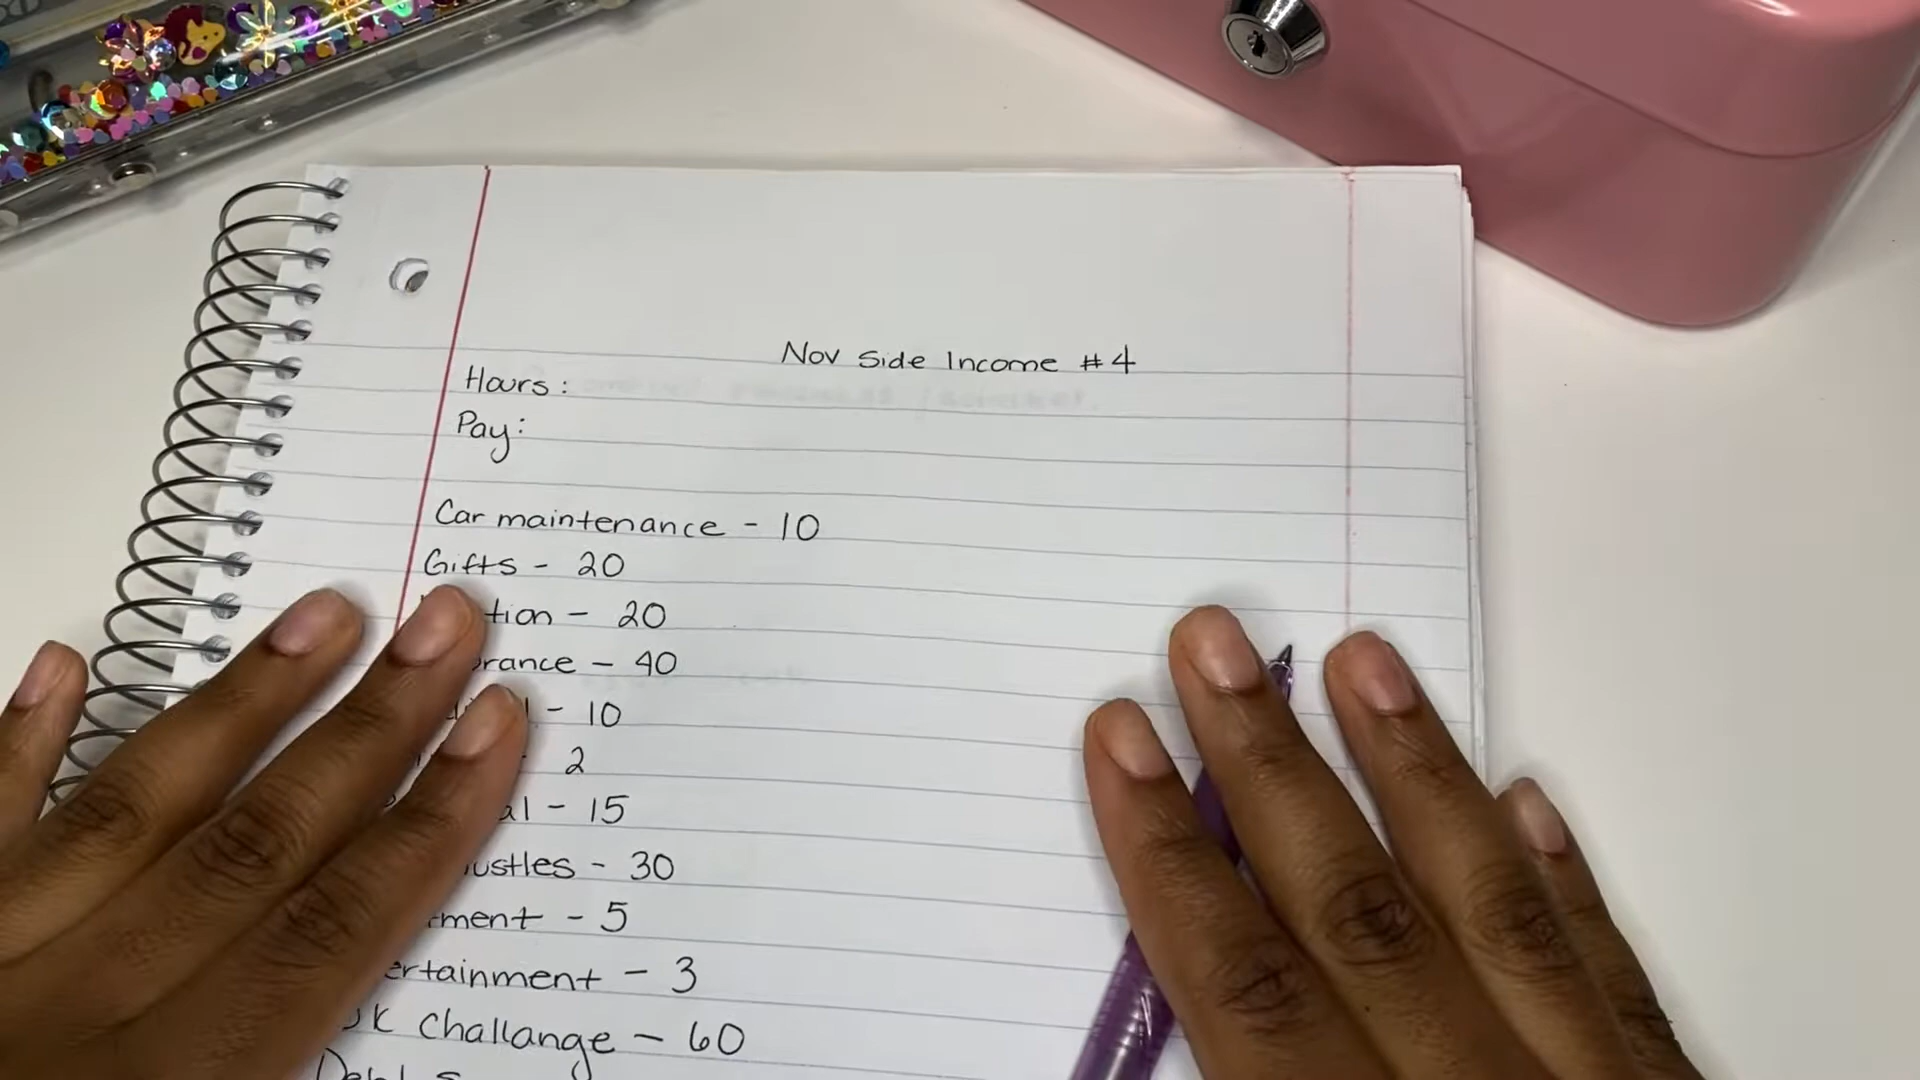 Nov Side Income #4
Hours:
Pay:
Car maintenance - 10
Gifts - 20
tion - 20
rance - 40
l - 10
- 2
al - 15
ustles - 30
ment - 5
ertainment - 3
k challange - 60